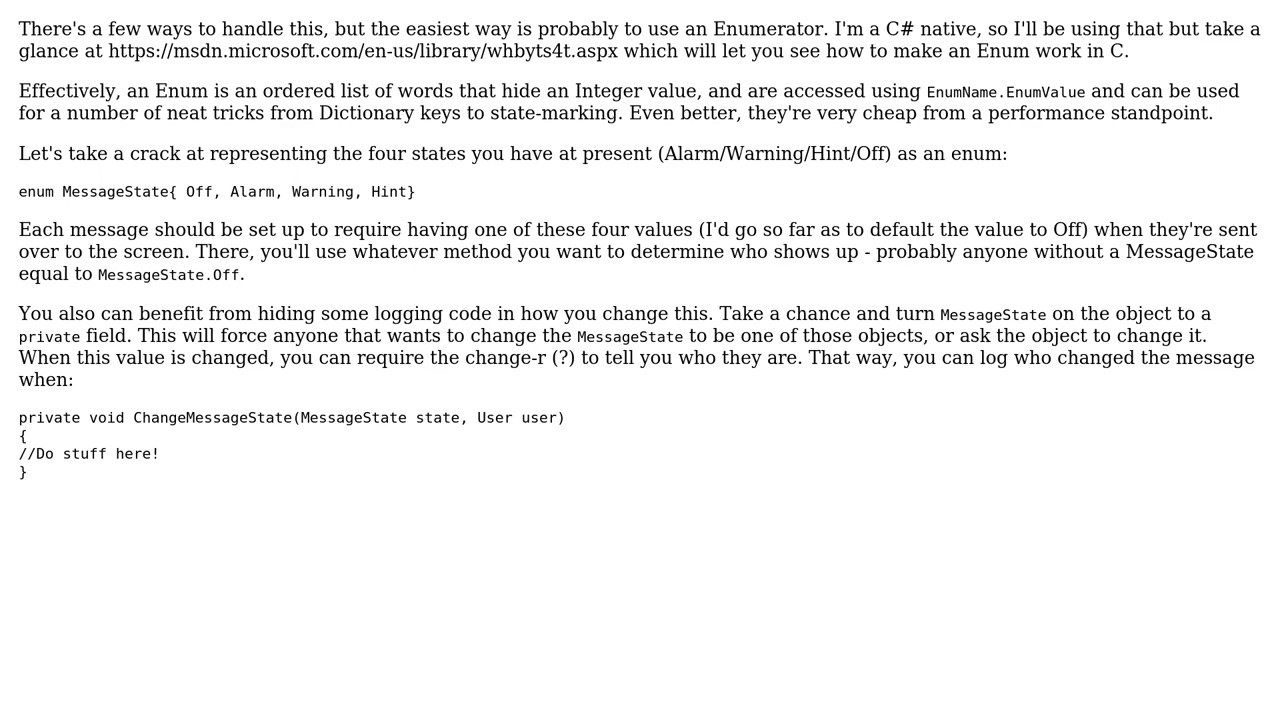 There's a few ways to handle this, but the easiest way is probably to use an Enumerator. I'm a C# native, so I'll be using that but take a
glance at https://msdn.microsoft.com/en-us/library/whbyts4t.aspx which will let you see how to make an Enum work in C.
Effectively, an Enum is an ordered list of words that hide an Integer value, and are accessed using EnumName.EnumValue and can be used
for a number of neat tricks from Dictionary keys to state-marking. Even better, they're very cheap from a performance standpoint.
Let's take a crack at representing the four states you have at present (Alarm/Warning/Hint/Off) as an enum:
enum MessageState{ Off, Alarm, Warning, Hint}
Each message should be set up to require having one of these four values (I'd go so far as to default the value to Off) when they're sent
over to the screen. There, you'll use whatever method you want to determine who shows up - probably anyone without a MessageState
equal to MessageState.Off.
You also can benefit from hiding some logging code in how you change this. Take a chance and turn MessageState on the object to a
private field. This will force anyone that wants to change the MessageState to be one of those objects, or ask the object to change it.
When this value is changed, you can require the change-r (?) to tell you who they are. That way, you can log who changed the message
when:
private void ChangeMessageState(MessageState state, User user)
{
//Do stuff here!
}